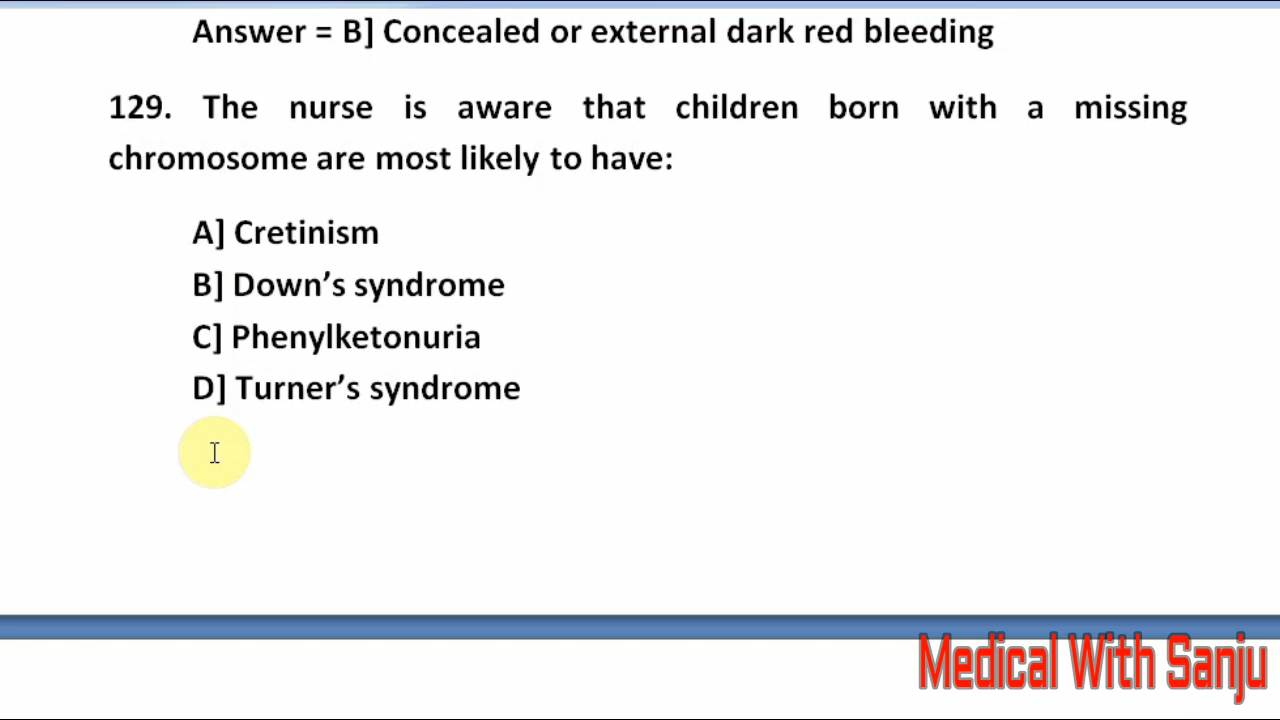 Answer = B] Concealed or external dark red bleeding
129. The nurse is aware that children born with a missing
chromosome are most likely to have:
A] Cretinism
B] Down’s syndrome
C] Phenylketonuria
D] Turner’s syndrome
Medical With Sanju